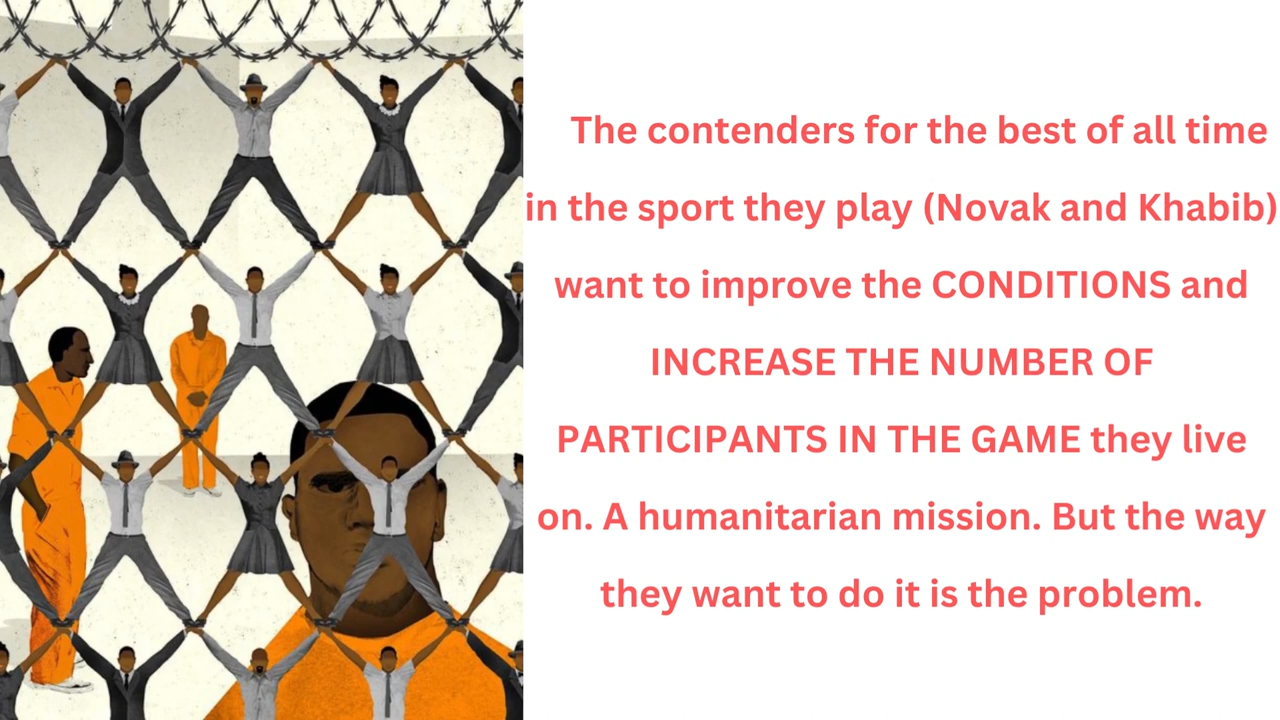 The contenders for the best of all time
in the sport they play (Novak and Khabib)
want to improve the CONDITIONS and
INCREASE THE NUMBER OF
PARTICIPANTS IN THE GAME they live
on. A humanitarian mission. But the way
they want to do it is the problem.